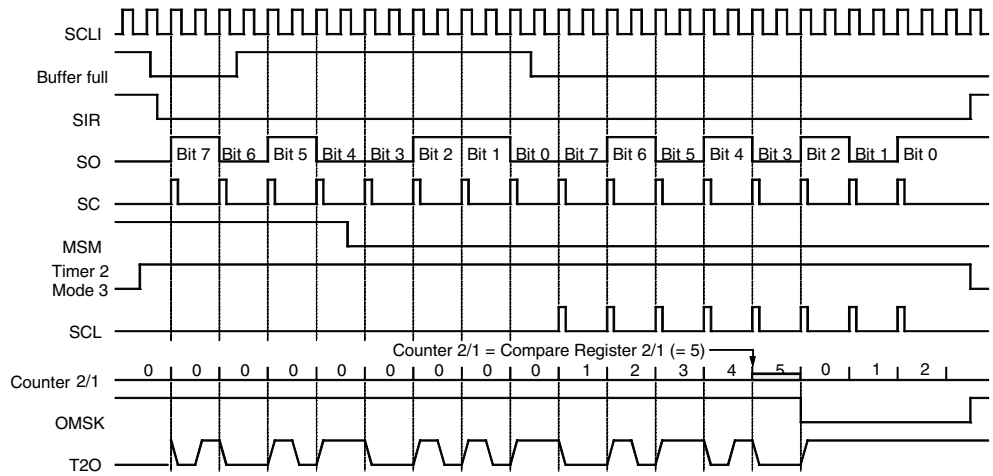 SCLI
Buffer full
SIR
SO Bit 7 Bit 6 Bit 5 Bit 4 Bit 3 Bit 2 Bit 1 Bit 0 Bit 7 Bit 6 Bit 5 Bit 4 Bit 3 Bit 2 Bit 1 Bit 0
SC
MSM
Timer 2
Mode 3
SCL
Counter 2/1 = Compare Register 2/1 (= 5)
Counter 2/1 0 0 0 0 0 0 0 0 0 1 2 3 4 5 0 1 2
OMSK
T2O